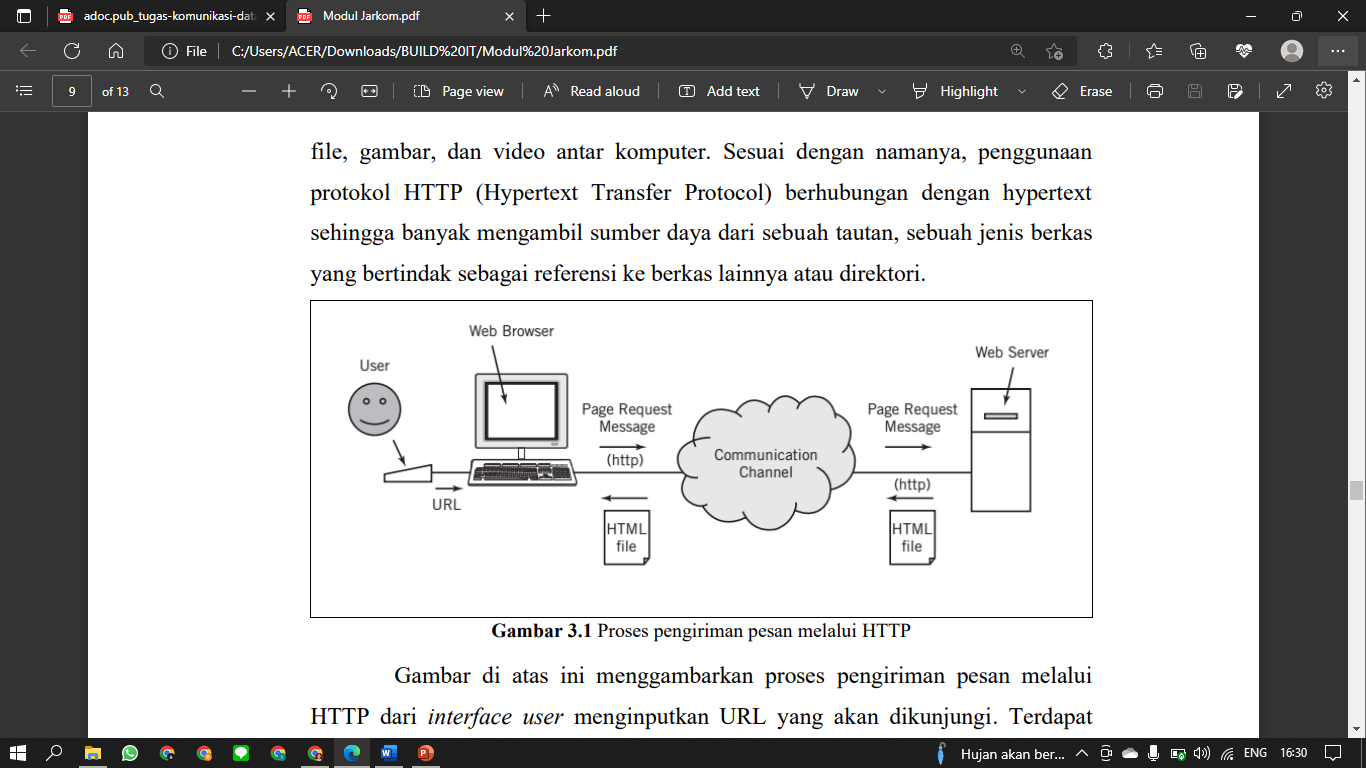 adoc.pub_tugas-komunikasi-dat
Modul Jarkom.pdf
File
C:/Users/ACER/Downloads/BUILD%20IT/Modul%20Jarkom.pdf
9 of 13
Page view
Read aloud
Add text
Draw
Highlight
Erase
file, gambar, dan video antar komputer. Sesuai dengan namanya, penggunaan
protokol HTTP (Hypertext Transfer Protocol) berhubungan dengan hypertext
sehingga banyak mengambil sumber daya dari sebuah tautan, sebuah jenis berkas
yang bertindak sebagai referensi ke berkas lainnya atau direktori.
Web Browser
User
URL
Page Request
Message
(http)
HTML
file
Communication
Channel
Page Request
Message
(http)
HTML
file
Web Server
Gambar 3.1 Proses pengiriman pesan melalui HTTP
Gambar di atas ini menggambarkan proses pengiriman pesan melalui
HTTP dari interface user menginputkan URL yang akan dikunjungi. Terdapat
Hujan akan ber...
ENG
16:30